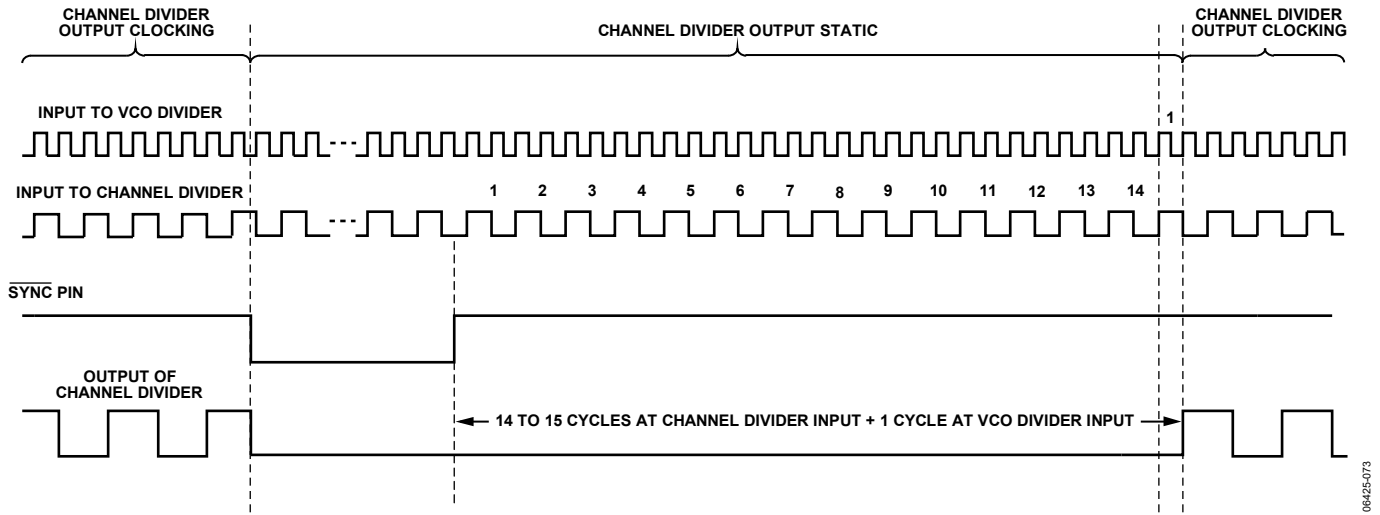 CHANNEL DIVIDER
OUTPUT CLOCKING
CHANNEL DIVIDER OUTPUT STATIC
CHANNEL DIVIDER
OUTPUT CLOCKING
INPUT TO VCO DIVIDER
1
INPUT TO CHANNEL DIVIDER
1 2 3 4 5 6 7 8 9 10 11 12 13 14
SYNC PIN
OUTPUT OF
CHANNEL DIVIDER
14 TO 15 CYCLES AT CHANNEL DIVIDER INPUT + 1 CYCLE AT VCO DIVIDER INPUT
06425-073